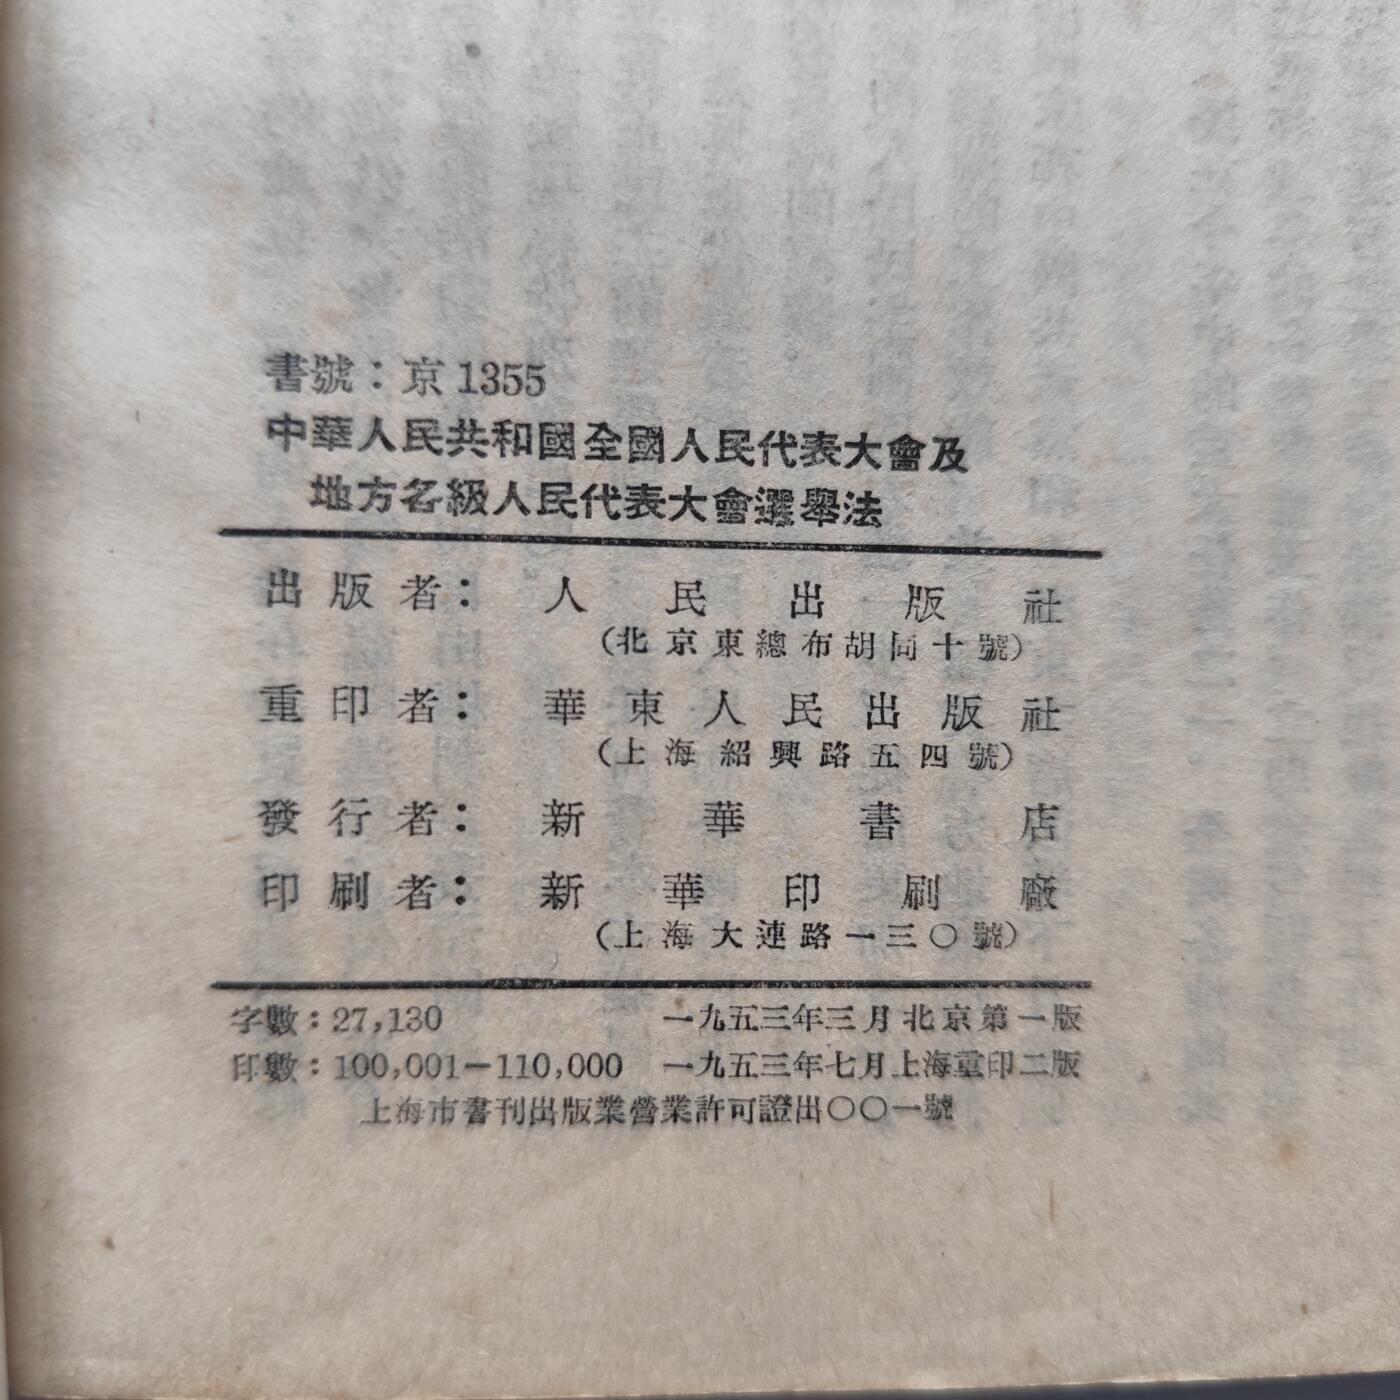 書號：京1355
中華人民共和國全國人民代表大會及
地方各級人民代表大會選舉法
出版者：人民出版社
（北京東總布胡同十號）
重印者：華東人民出版社
（上海紹興路五四號）
發行者：新華書店
印刷者：新華印刷廠
（上海大連路一三〇號）
字數：27,130 一九五三年三月北京第一版
印數：100,001—110,000 一九五三年七月上海重印二版
上海市書刊出版業營業許可證出〇〇一號